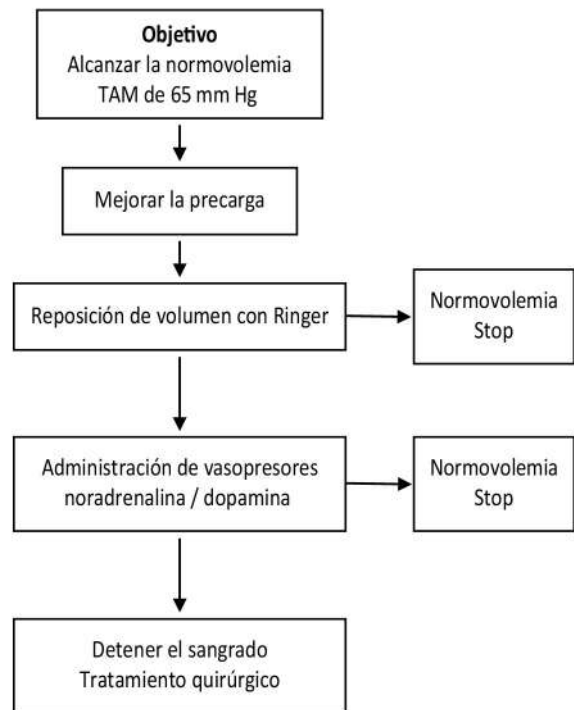 Objetivo
Alcanzar la normovolemia
TAM de 65 mm Hg
Mejorar la precarga
Reposición de volumen con Ringer
Normovolemia
Stop
Administración de vasopresores
noradrenalina / dopamina
Normovolemia
Stop
Detener el sangrado
Tratamiento quirúrgico